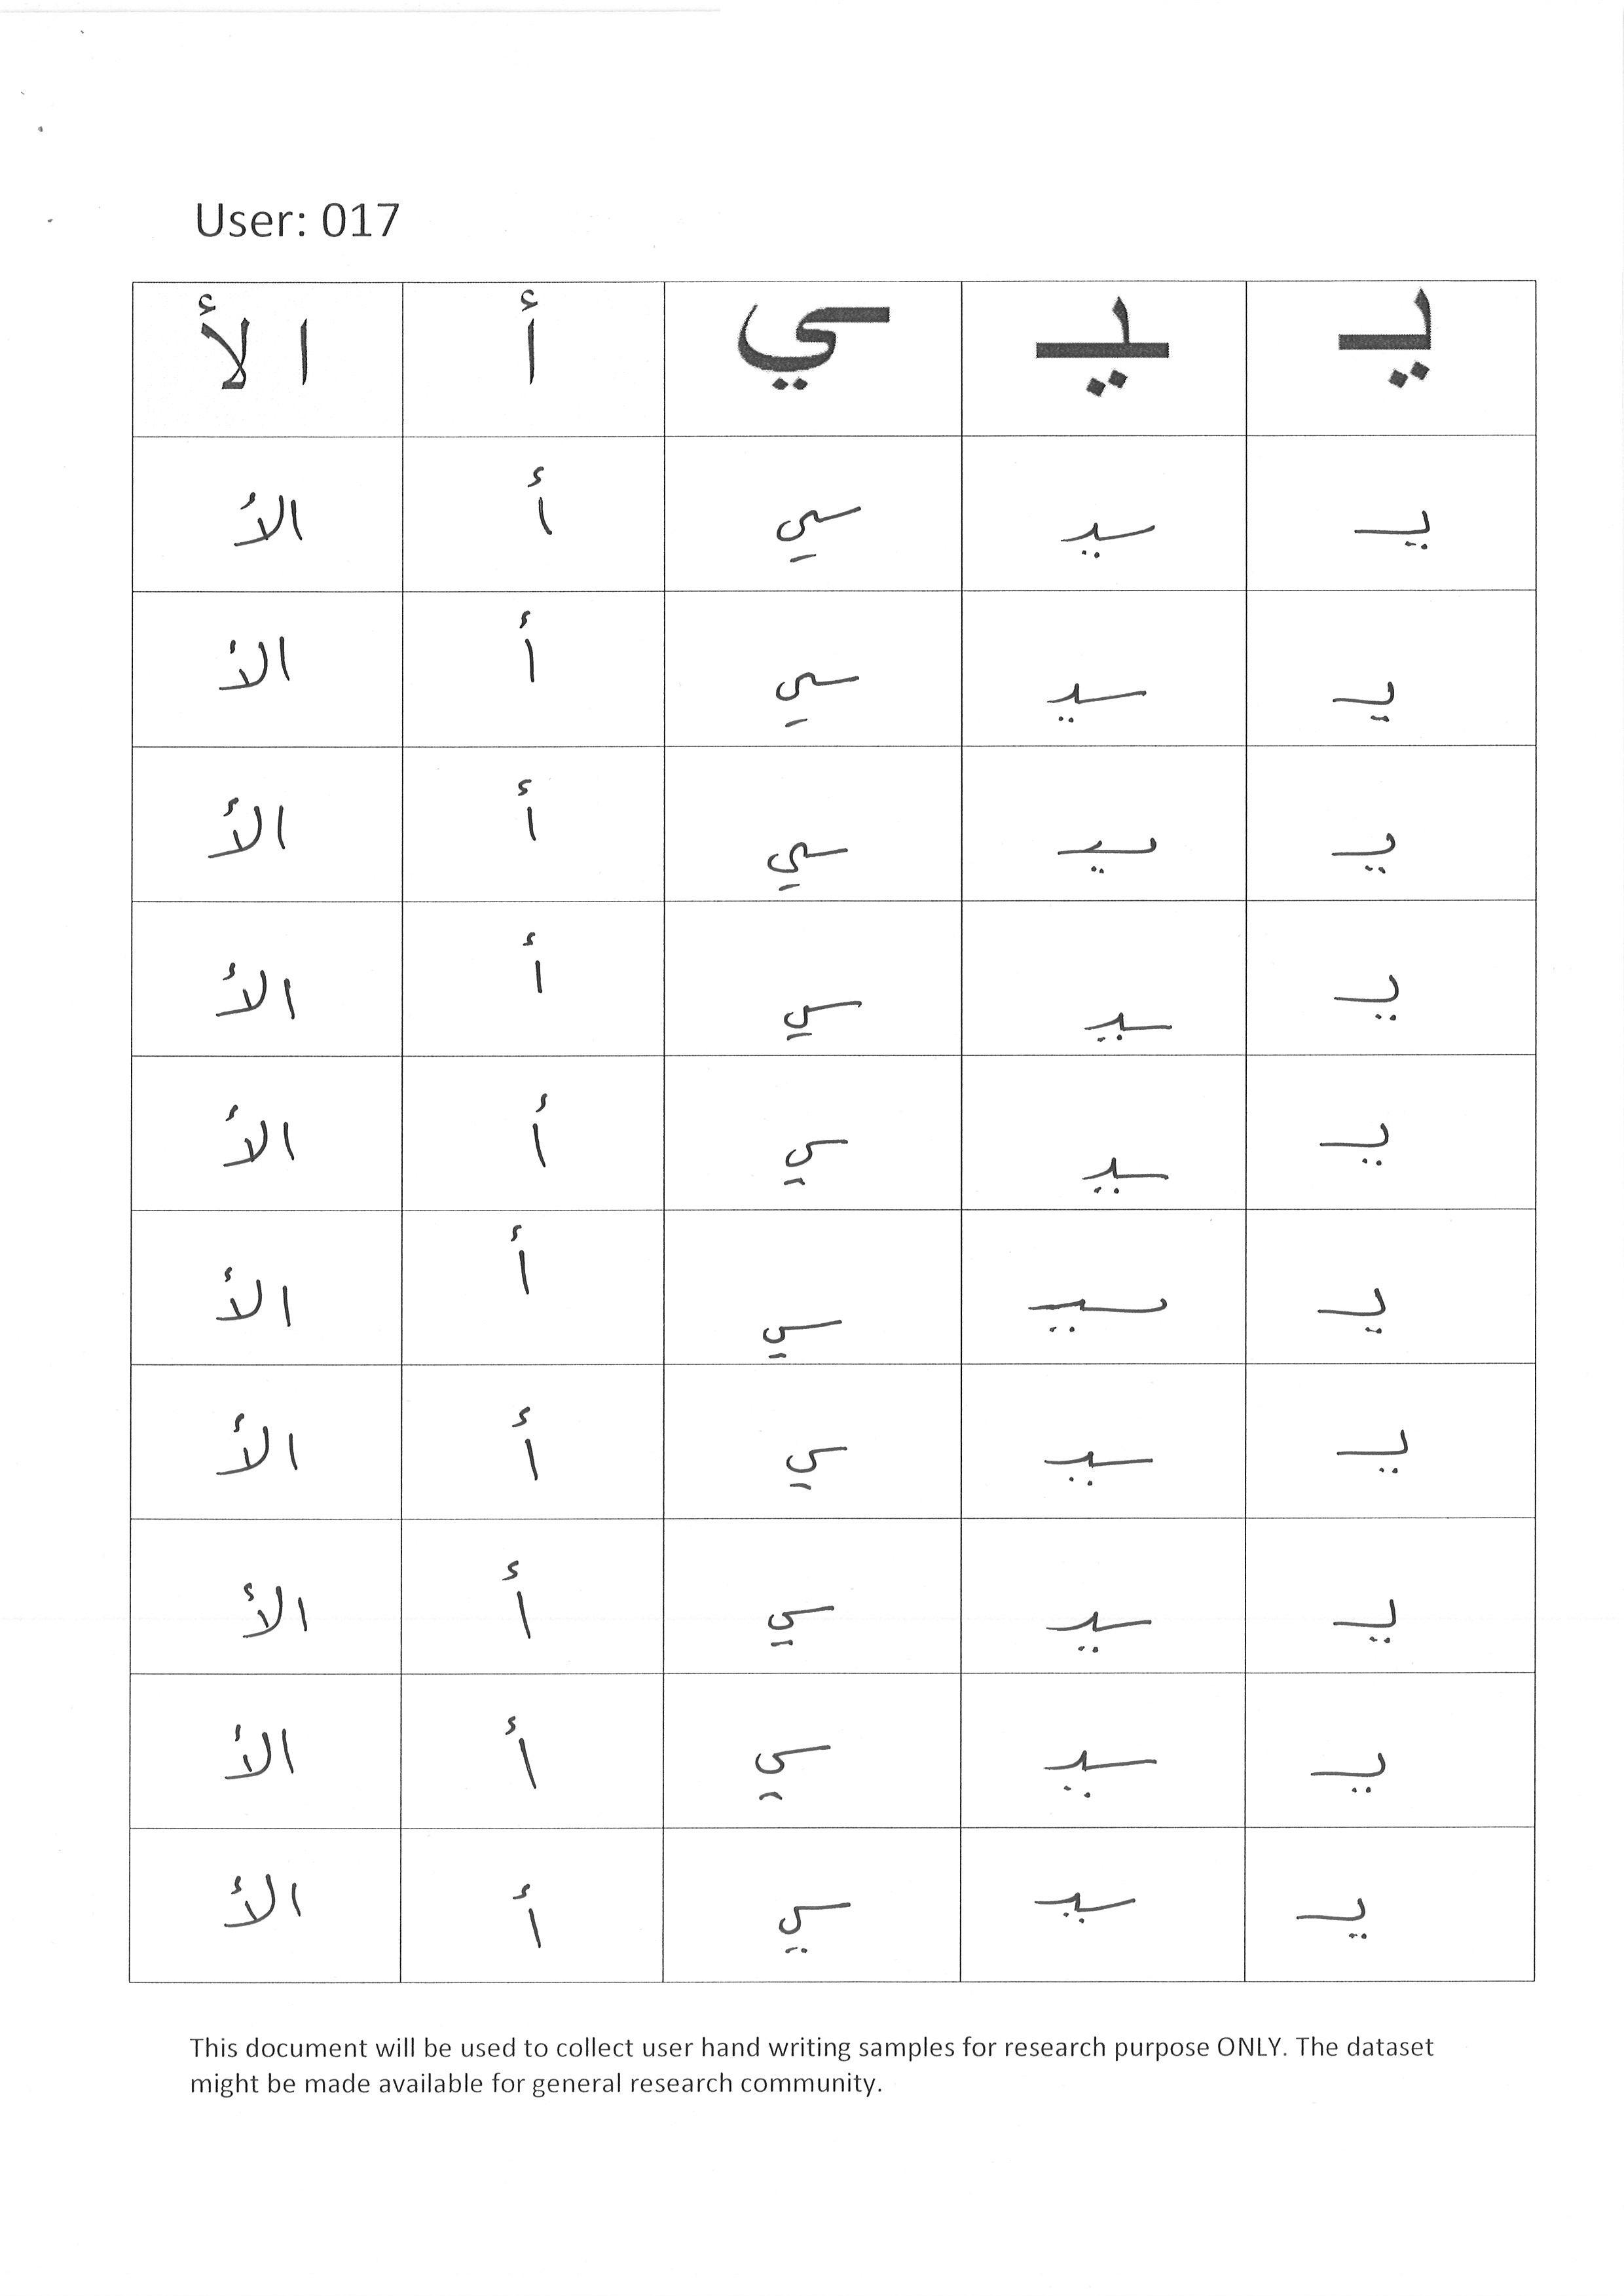 User: 017
يـ ـيـ ـي أ ا لأ
يـ ـيـ ـي أ الأ
يـ ـيـ ـي أ الأ
يـ ـيـ ـي أ الأ
يـ ـيـ ـي أ الأ
يـ ـيـ ـي أ الأ
يـ ـيـ ـي أ الأ
يـ ـيـ ـي أ الأ
يـ ـيـ ـي أ الأ
يـ ـيـ ـي أ الأ
يـ ـيـ ـي أ الأ
This document will be used to collect user hand writing samples for research purpose ONLY. The dataset
might be made available for general research community.